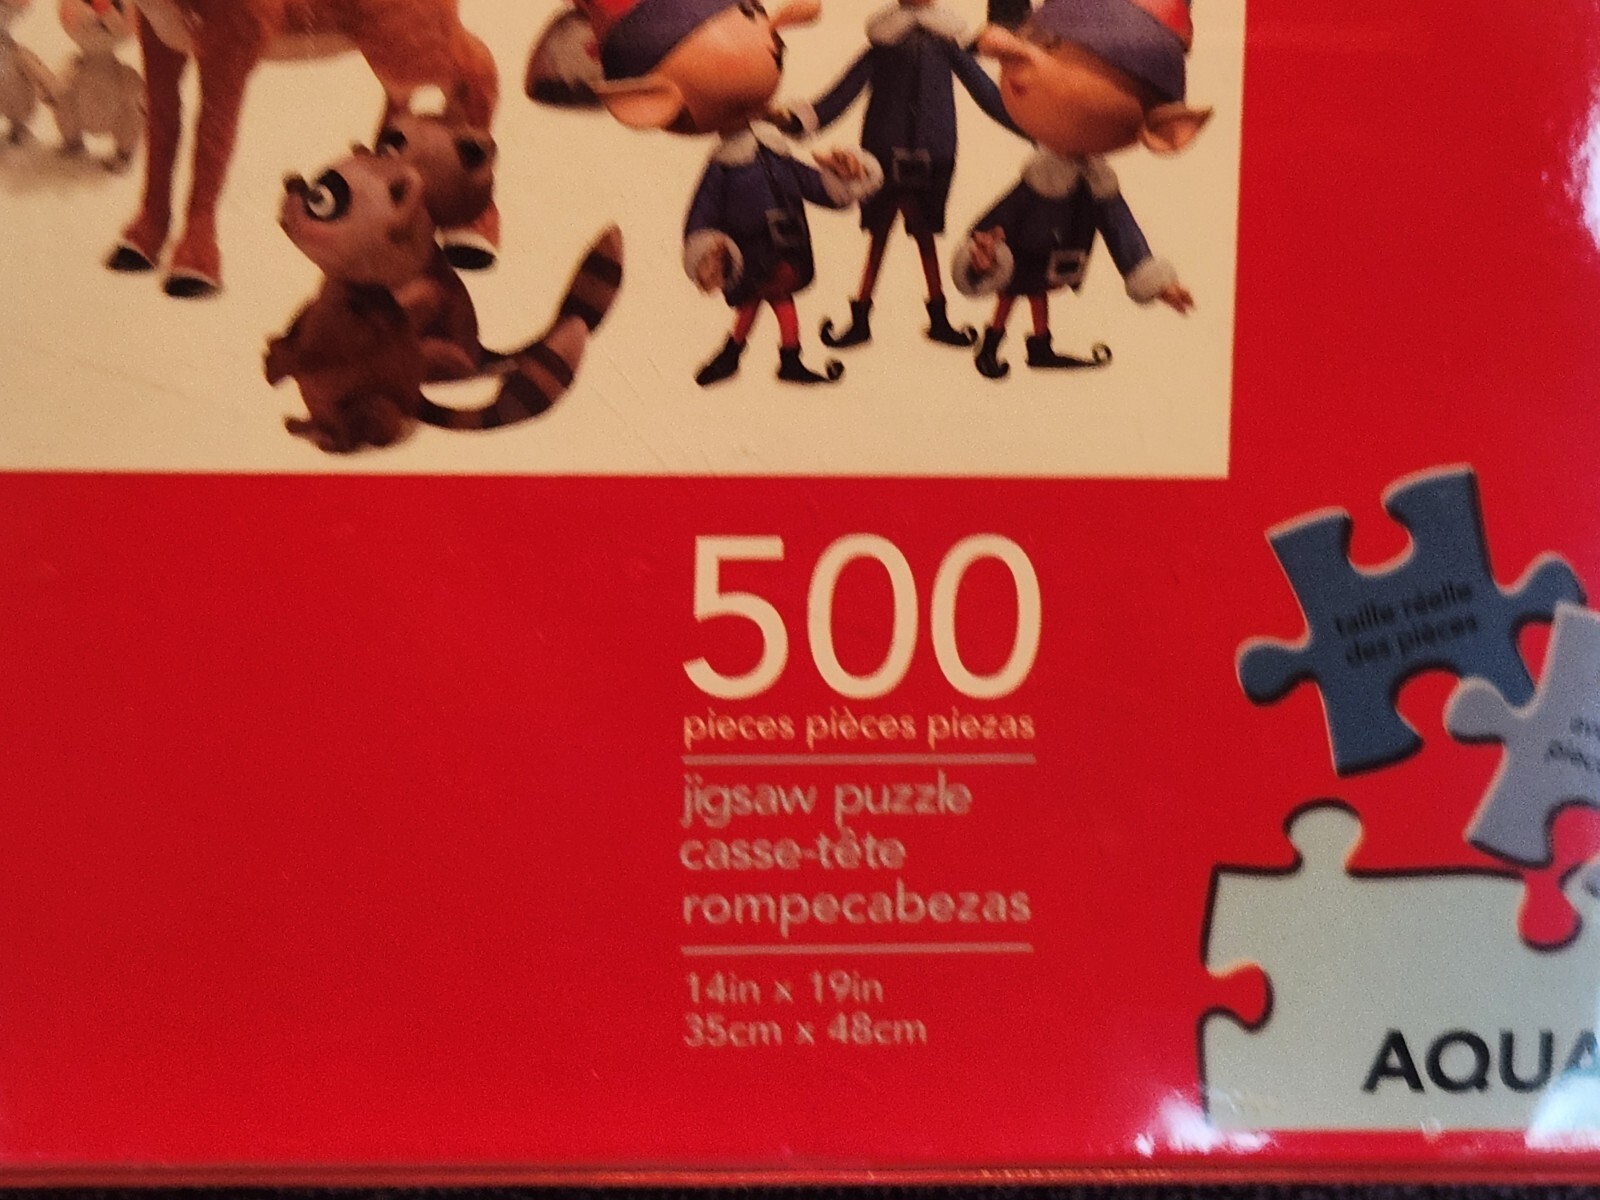 500
pieces pièces piezas
jigsaw puzzle
casse-tête
rompecabezas
14in x 19in
35cm x 48cm
taille réelle
des pièces
AQUA